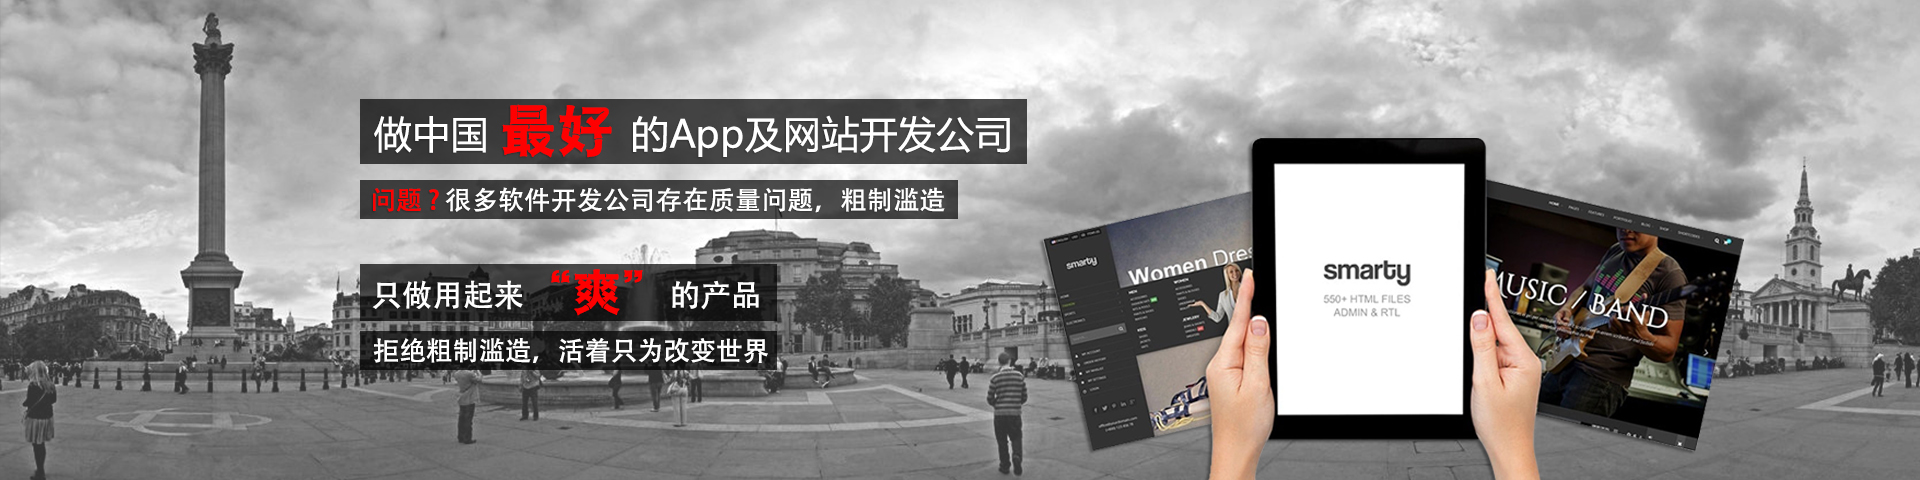 做中国 最好 的App及网站开发公司
问题？很多软件开发公司存在质量问题，粗制滥造
只做用起来 “爽” 的产品
拒绝粗制滥造，活着只为改变世界
smarty
Women Dres
smarty
550+ HTML FILES
ADMIN & RTL
MUSIC / BAND